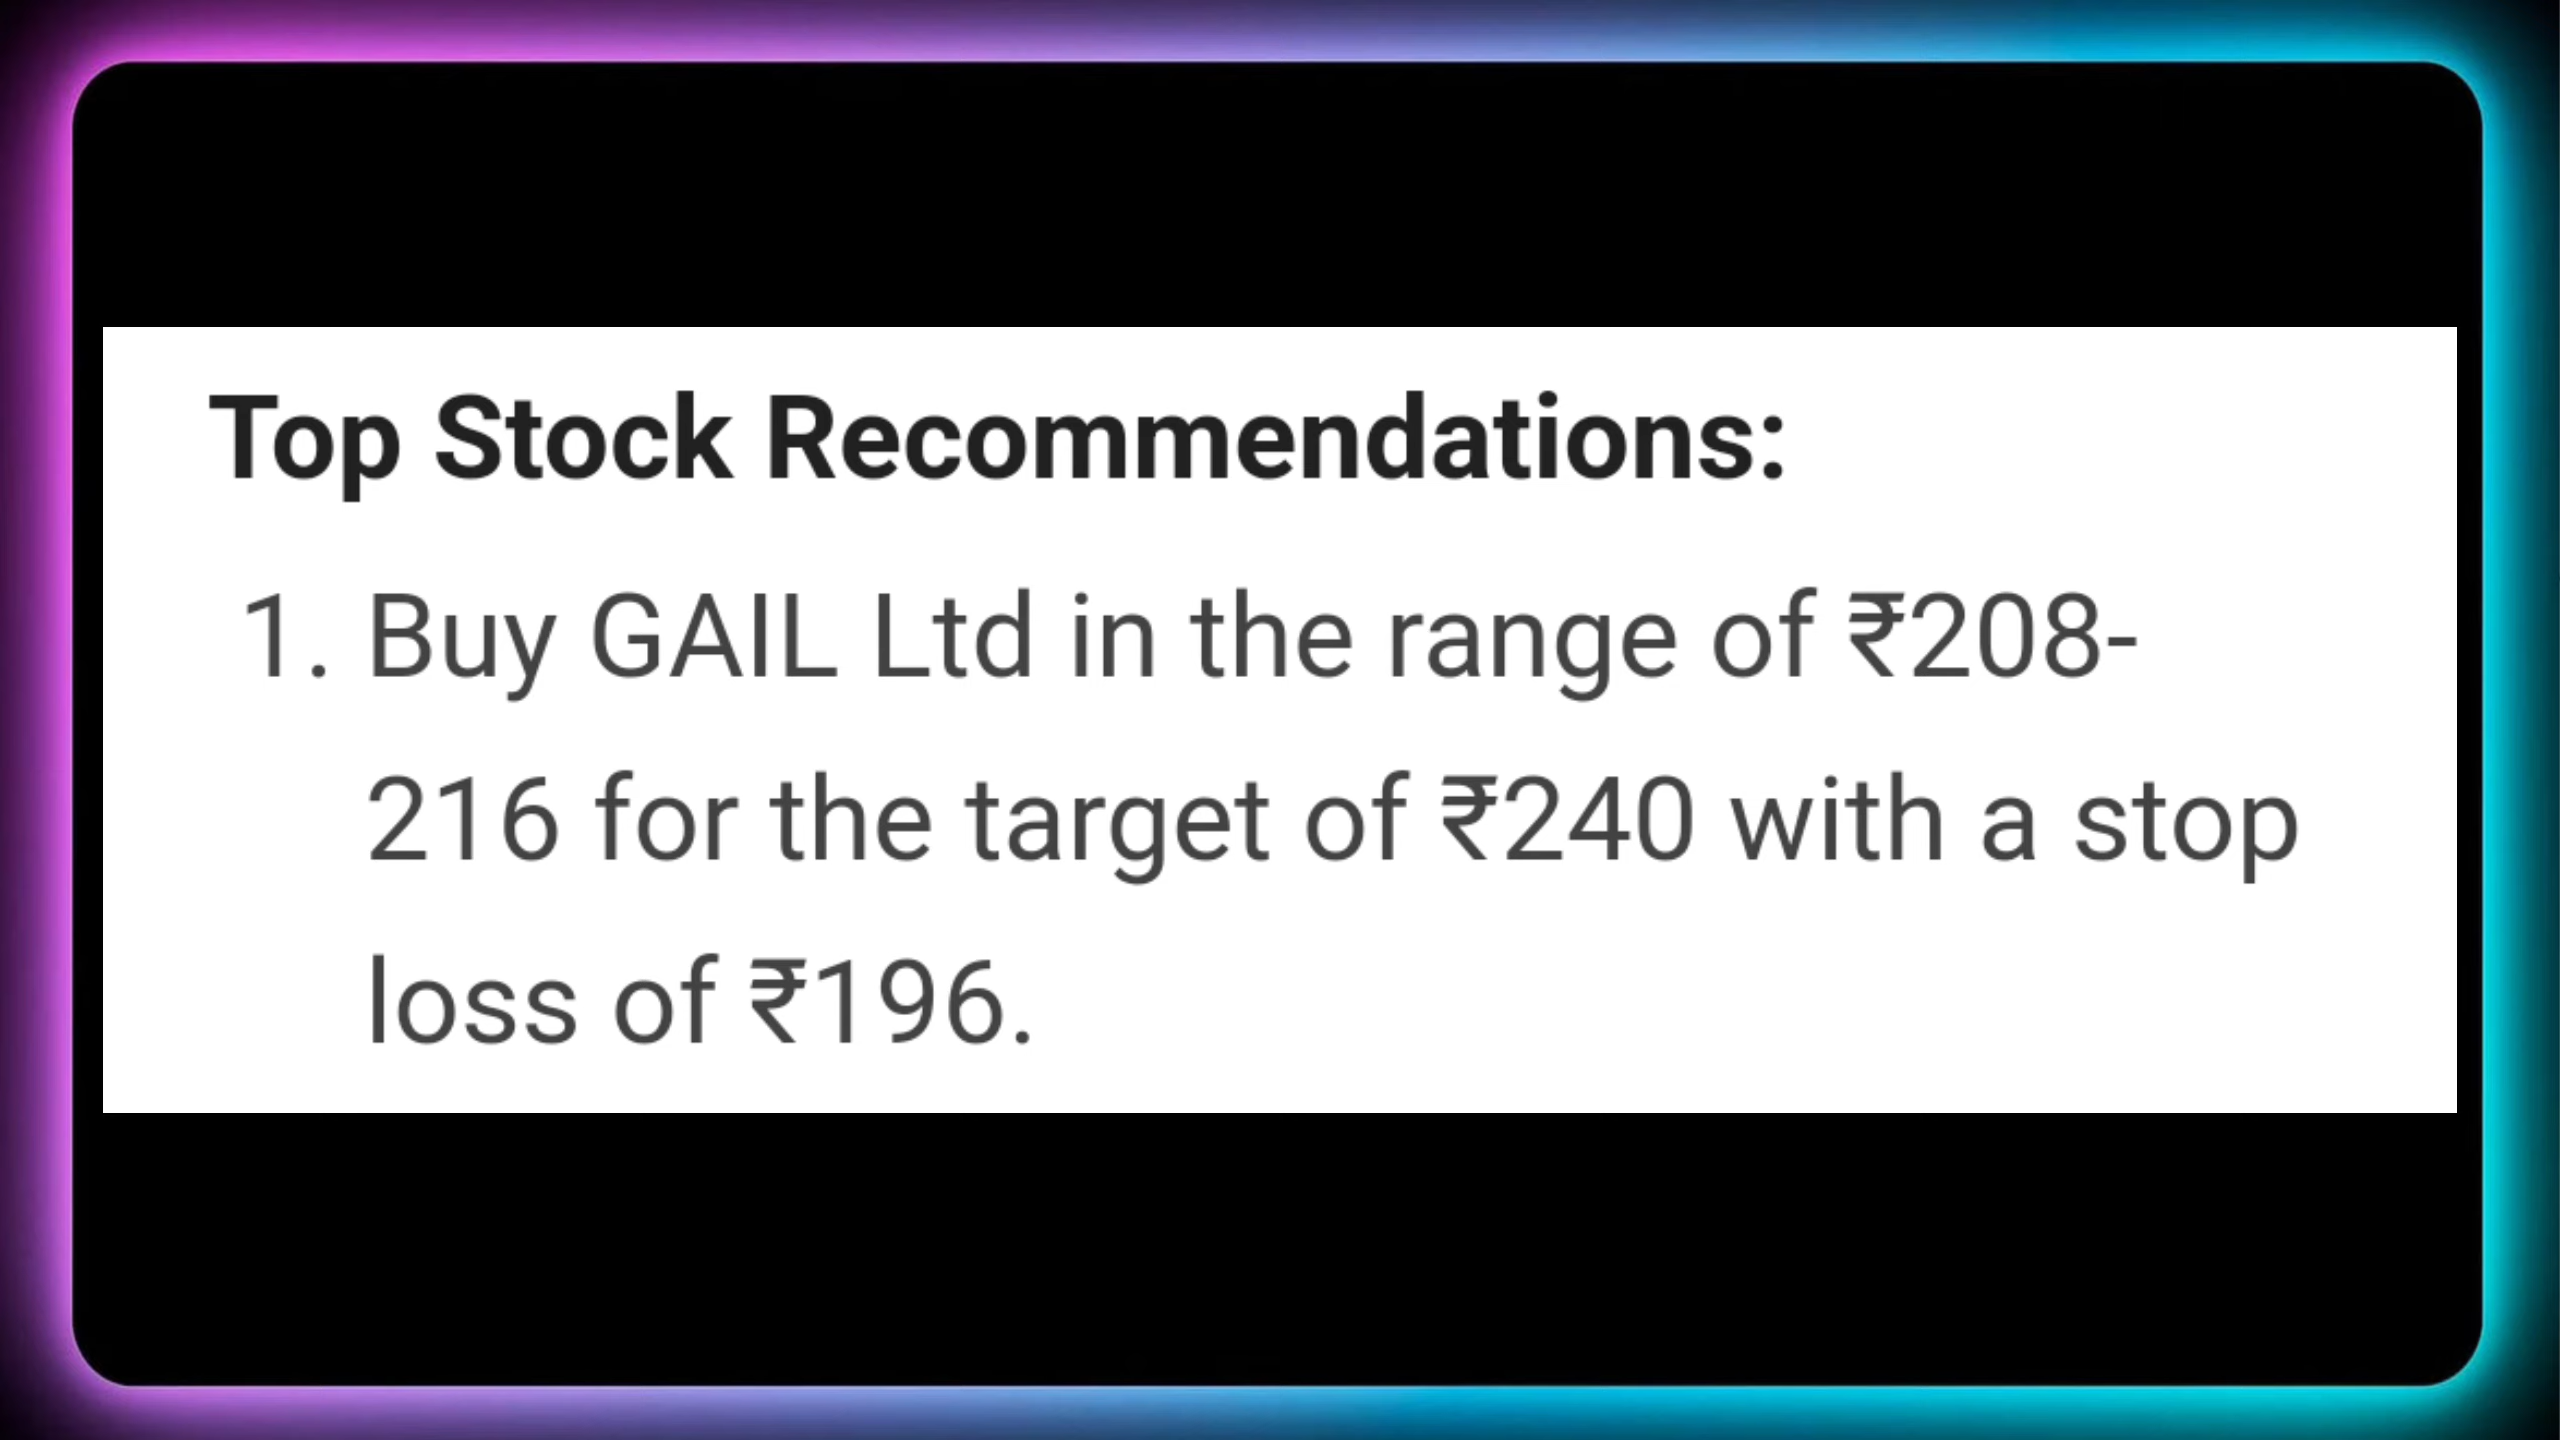 Top Stock Recommendations:
1. Buy GAIL Ltd in the range of ₹208-
216 for the target of ₹240 with a stop
loss of ₹196.